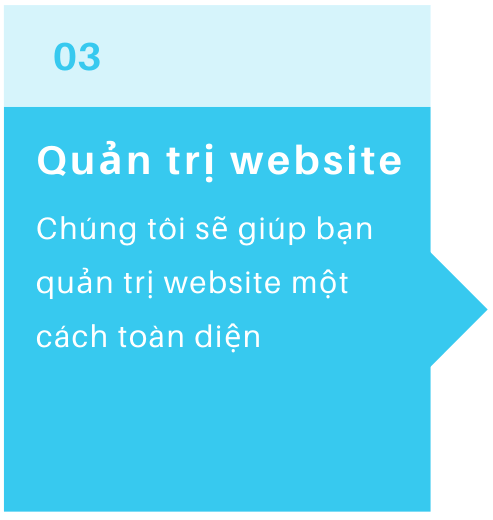 03
Quản trị website
Chúng tôi sẽ giúp bạn
quản trị website một
cách toàn diện